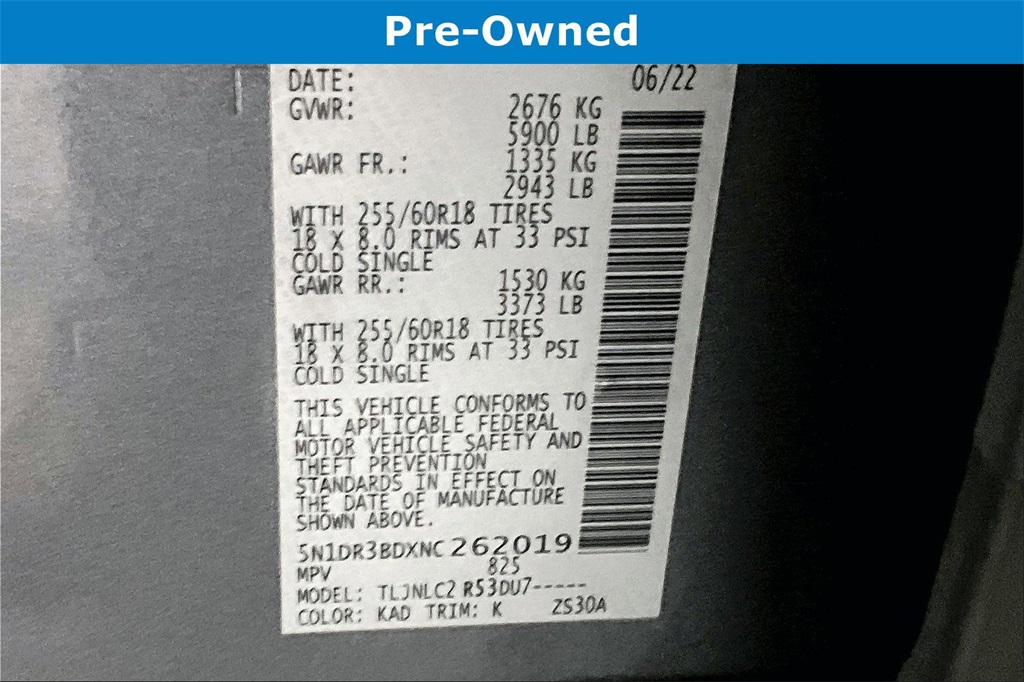 Pre-Owned
DATE: 06/22
GVWR: 2676 KG
5900 LB
GAWR FR.: 1335 KG
2943 LB
WITH 255/60R18 TIRES
18 X 8.0 RIMS AT 33 PSI
COLD SINGLE
GAWR RR.: 1530 KG
3373 LB
WITH 255/60R18 TIRES
18 X 8.0 RIMS AT 33 PSI
COLD SINGLE
THIS VEHICLE CONFORMS TO
ALL APPLICABLE FEDERAL
MOTOR VEHICLE SAFETY AND
THEFT PREVENTION
STANDARDS IN EFFECT ON
THE DATE OF MANUFACTURE
SHOWN ABOVE.
5N1DR3BDXNC 262019
MPV 825
MODEL: TLJNLC2 R53DU7-----
COLOR: KAD TRIM: K ZS30A